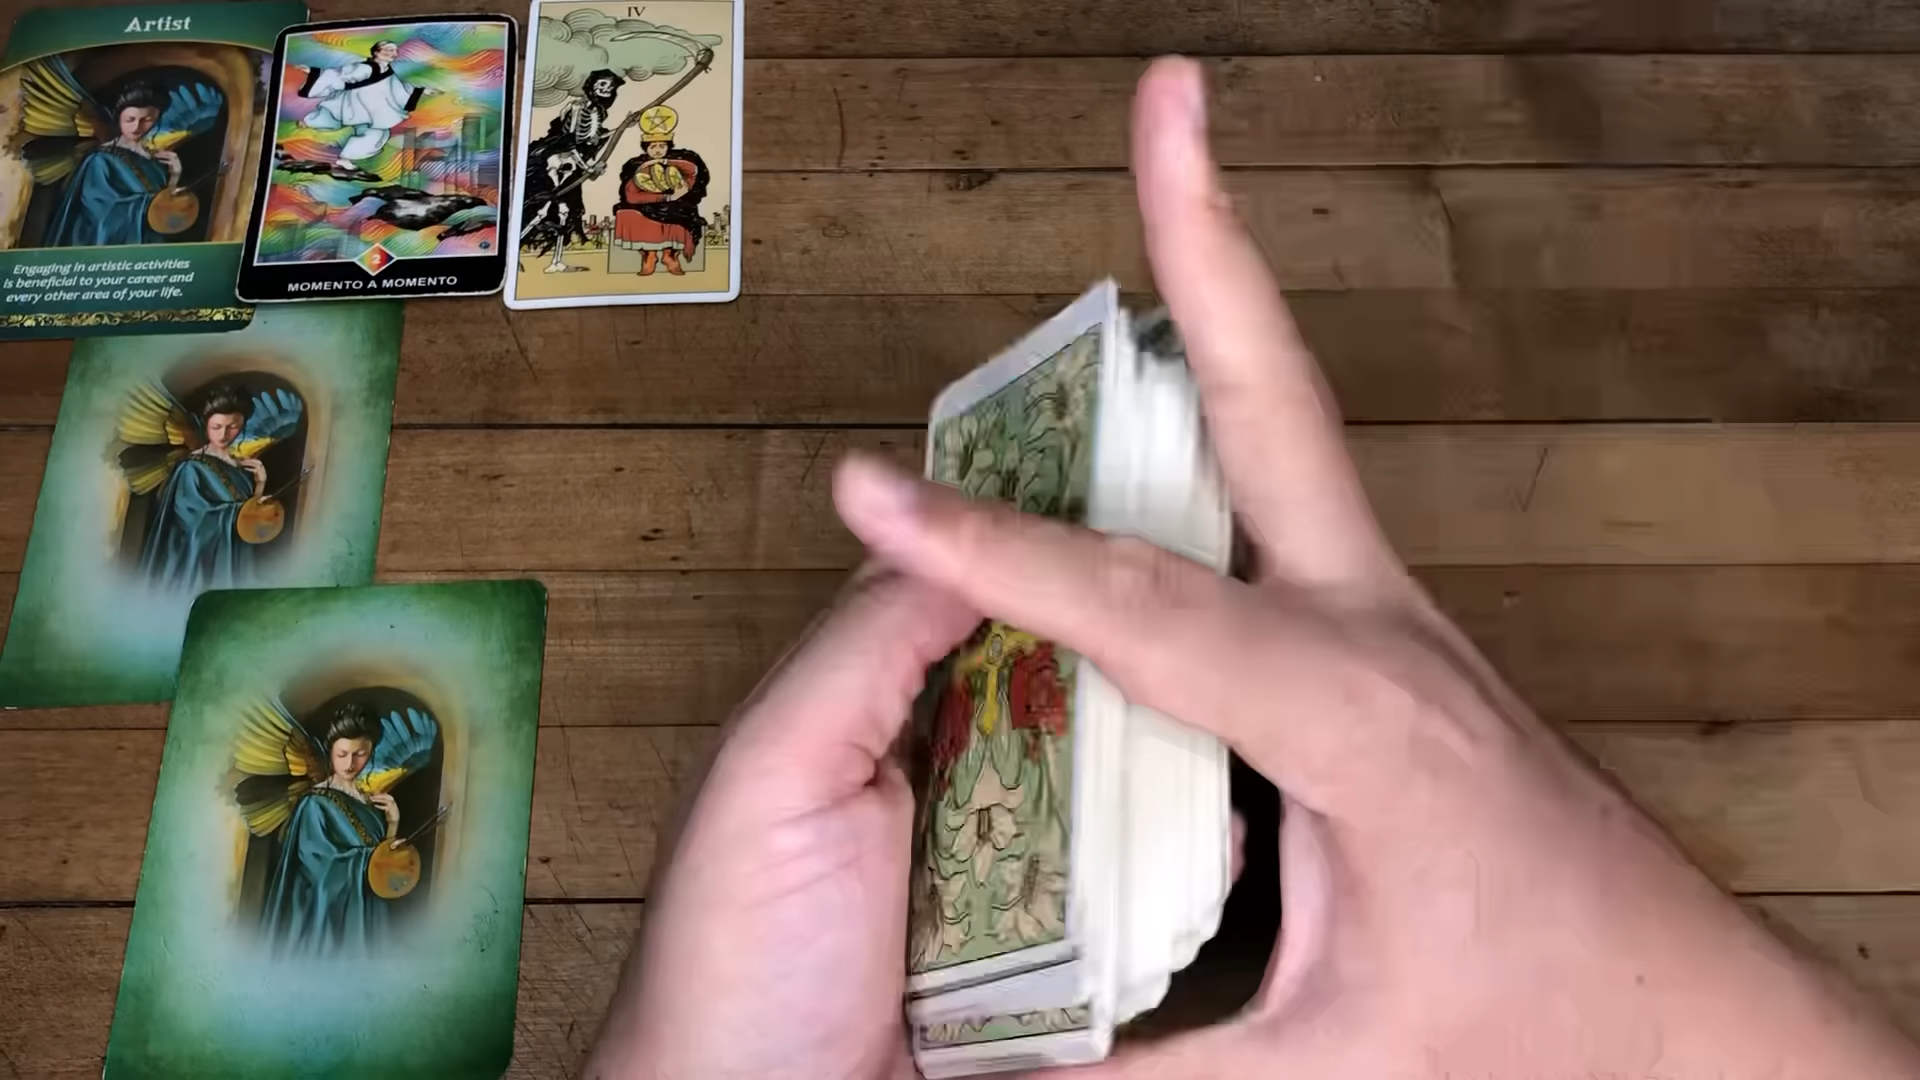 Artist
Engaging in artistic activities
is beneficial to your career and
every other area of your life.
2
MOMENTO A MOMENTO
IV